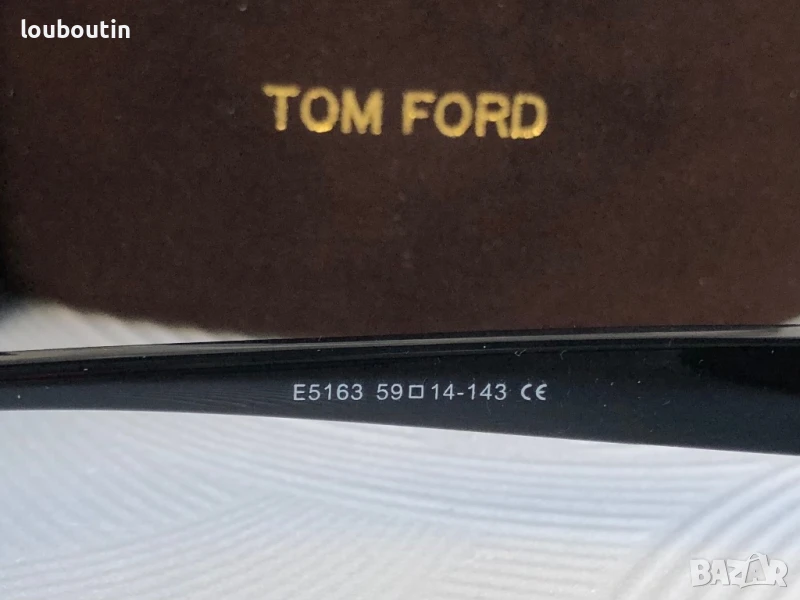 louboutin
TOM FORD
E5163 59□14-143 CE
BAZAR